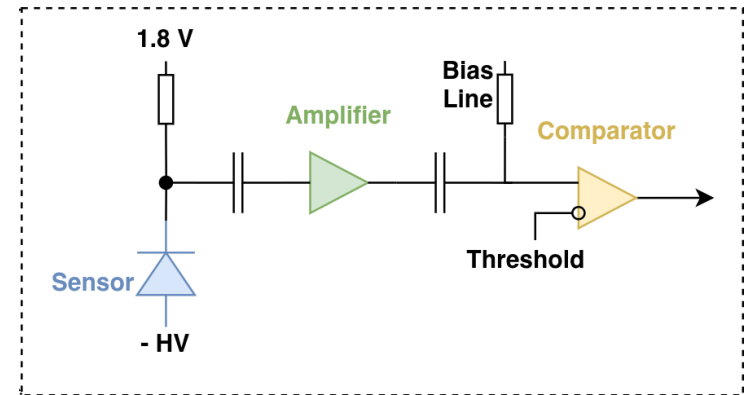 1.8 V
Bias
Line
Amplifier
Comparator
Threshold
Sensor
- HV